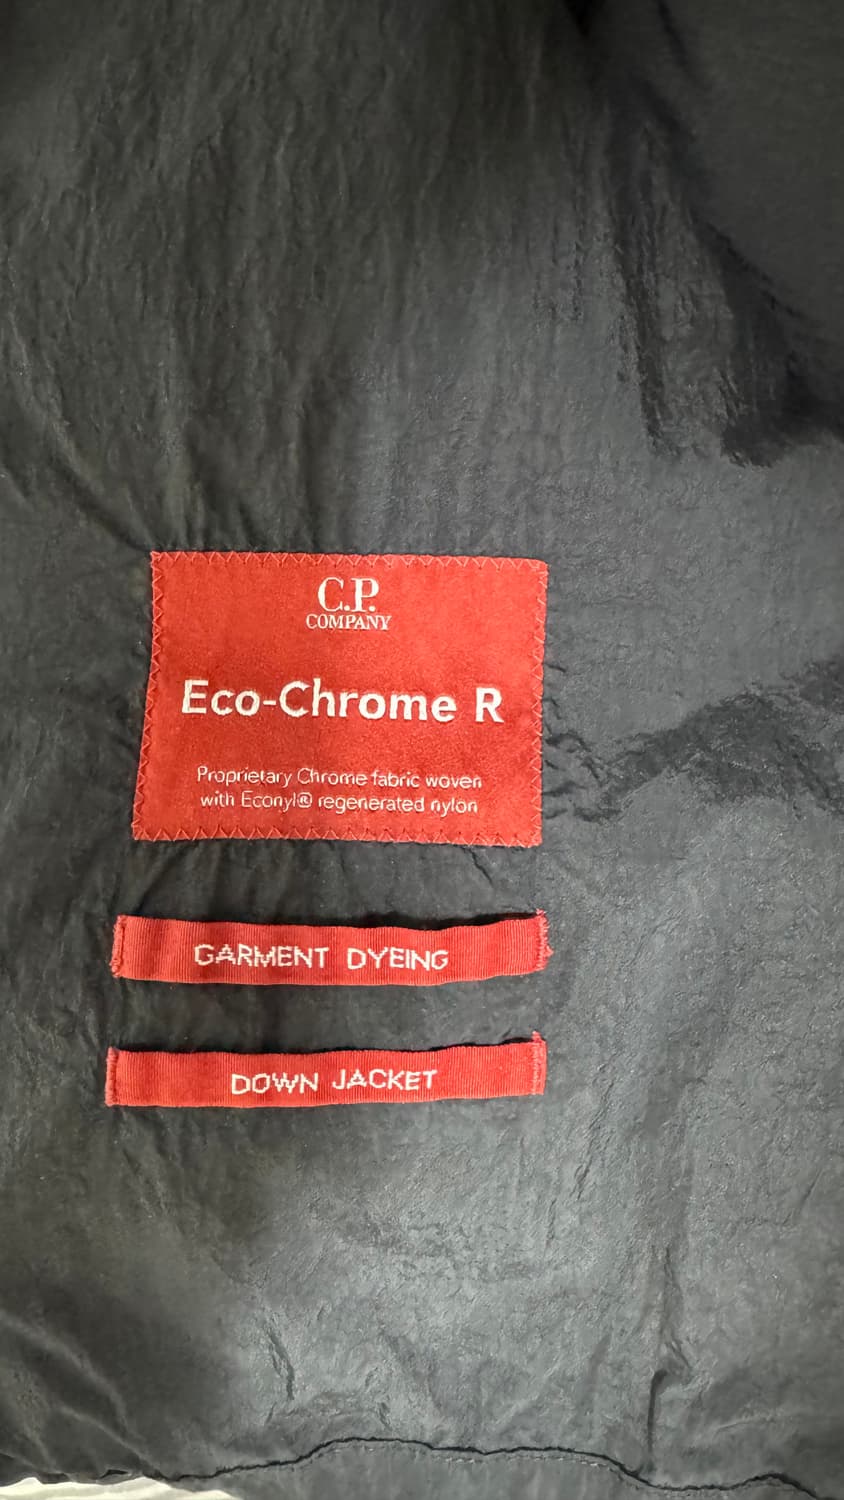 C.P.
COMPANY
Eco-Chrome R
Proprietary Chrome fabric woven
with Econyl® regenerated nylon
GARMENT DYEING
DOWN JACKET